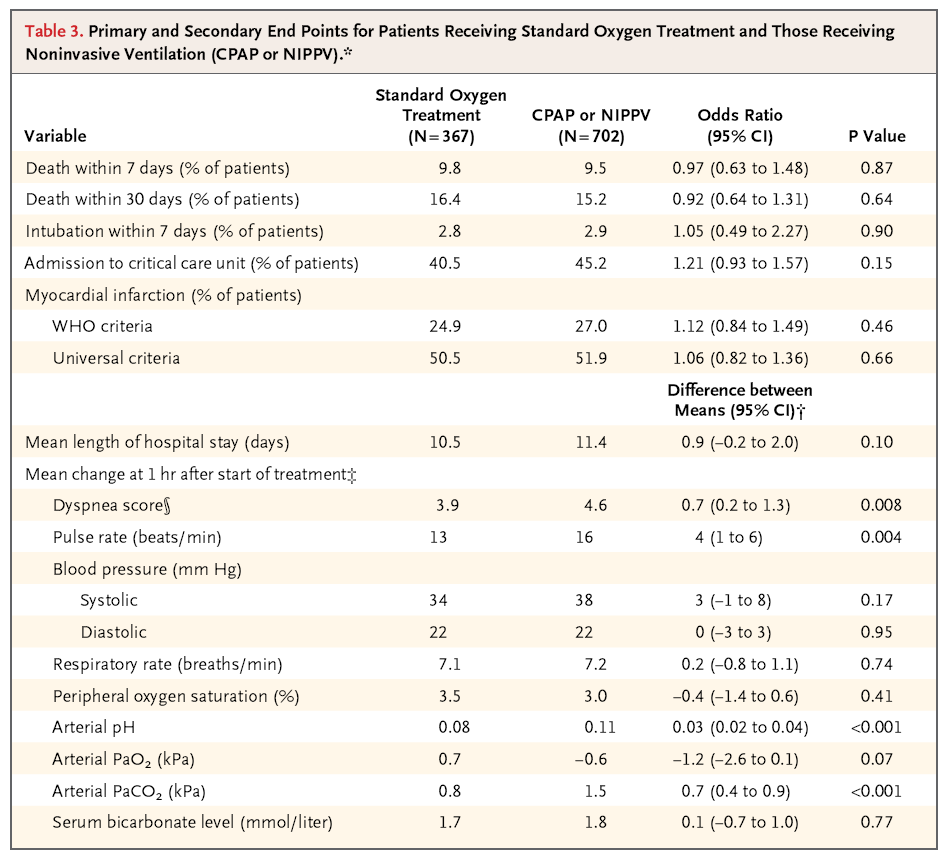 Table 3. Primary and Secondary End Points for Patients Receiving Standard Oxygen Treatment and Those Receiving
Noninvasive Ventilation (CPAP or NIPPV).*
Variable Standard Oxygen Treatment (N=367) CPAP or NIPPV (N=702) Odds Ratio (95% CI) P Value
Death within 7 days (% of patients) 9.8 9.5 0.97 (0.63 to 1.48) 0.87
Death within 30 days (% of patients) 16.4 15.2 0.92 (0.64 to 1.31) 0.64
Intubation within 7 days (% of patients) 2.8 2.9 1.05 (0.49 to 2.27) 0.90
Admission to critical care unit (% of patients) 40.5 45.2 1.21 (0.93 to 1.57) 0.15
Myocardial infarction (% of patients)
WHO criteria 24.9 27.0 1.12 (0.84 to 1.49) 0.46
Universal criteria 50.5 51.9 1.06 (0.82 to 1.36) 0.66
Difference between
Means (95% CI)†
Mean length of hospital stay (days) 10.5 11.4 0.9 (–0.2 to 2.0) 0.10
Mean change at 1 hr after start of treatment‡
Dyspnea score§ 3.9 4.6 0.7 (0.2 to 1.3) 0.008
Pulse rate (beats/min) 13 16 4 (1 to 6) 0.004
Blood pressure (mm Hg)
Systolic 34 38 3 (–1 to 8) 0.17
Diastolic 22 22 0 (–3 to 3) 0.95
Respiratory rate (breaths/min) 7.1 7.2 0.2 (–0.8 to 1.1) 0.74
Peripheral oxygen saturation (%) 3.5 3.0 –0.4 (–1.4 to 0.6) 0.41
Arterial pH 0.08 0.11 0.03 (0.02 to 0.04) <0.001
Arterial PaO₂ (kPa) 0.7 –0.6 –1.2 (–2.6 to 0.1) 0.07
Arterial PaCO₂ (kPa) 0.8 1.5 0.7 (0.4 to 0.9) <0.001
Serum bicarbonate level (mmol/liter) 1.7 1.8 0.1 (–0.7 to 1.0) 0.77